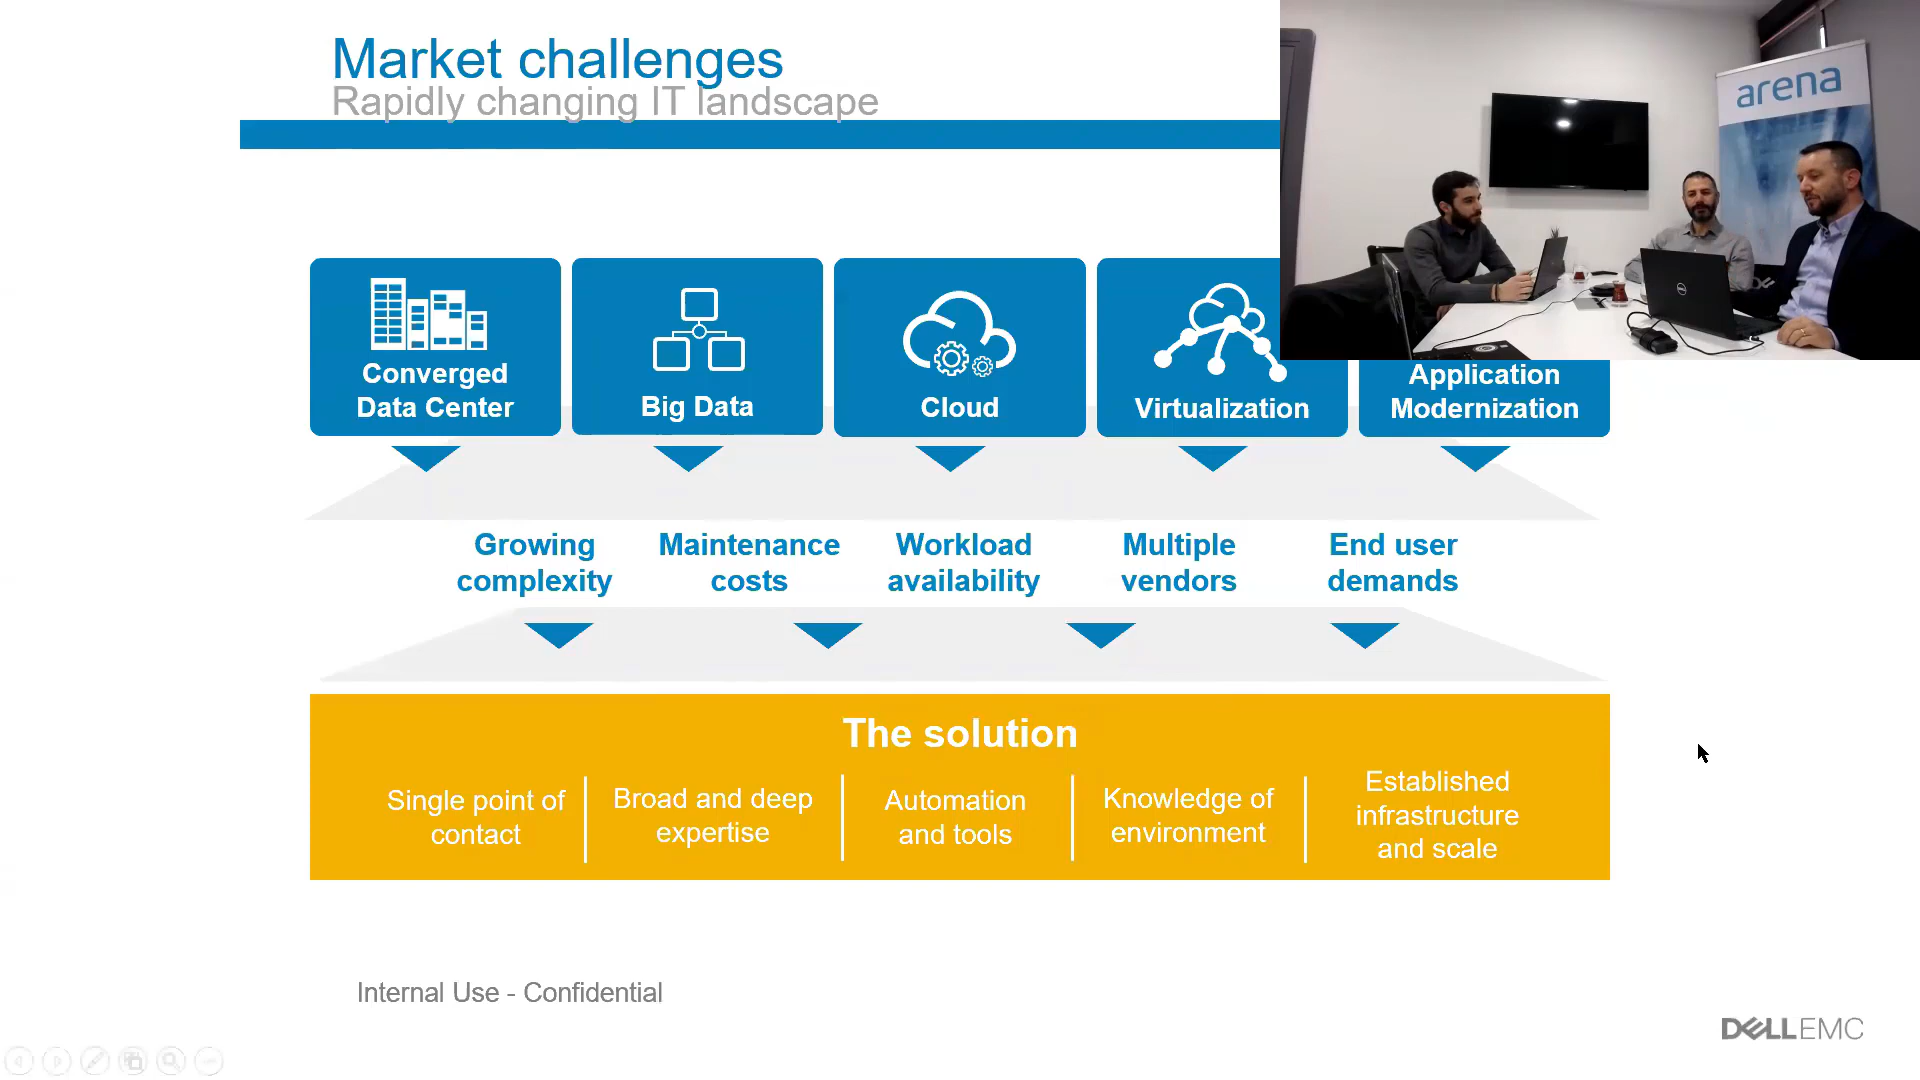 Market challenges
Rapidly changing IT landscape
arena
Converged
Data Center
Big Data
Cloud
Virtualization
Application
Modernization
Growing
complexity
Maintenance
costs
Workload
availability
Multiple
vendors
End user
demands
The solution
Single point of
contact
Broad and deep
expertise
Automation
and tools
Knowledge of
environment
Established
infrastructure
and scale
Internal Use - Confidential
DELLEMC